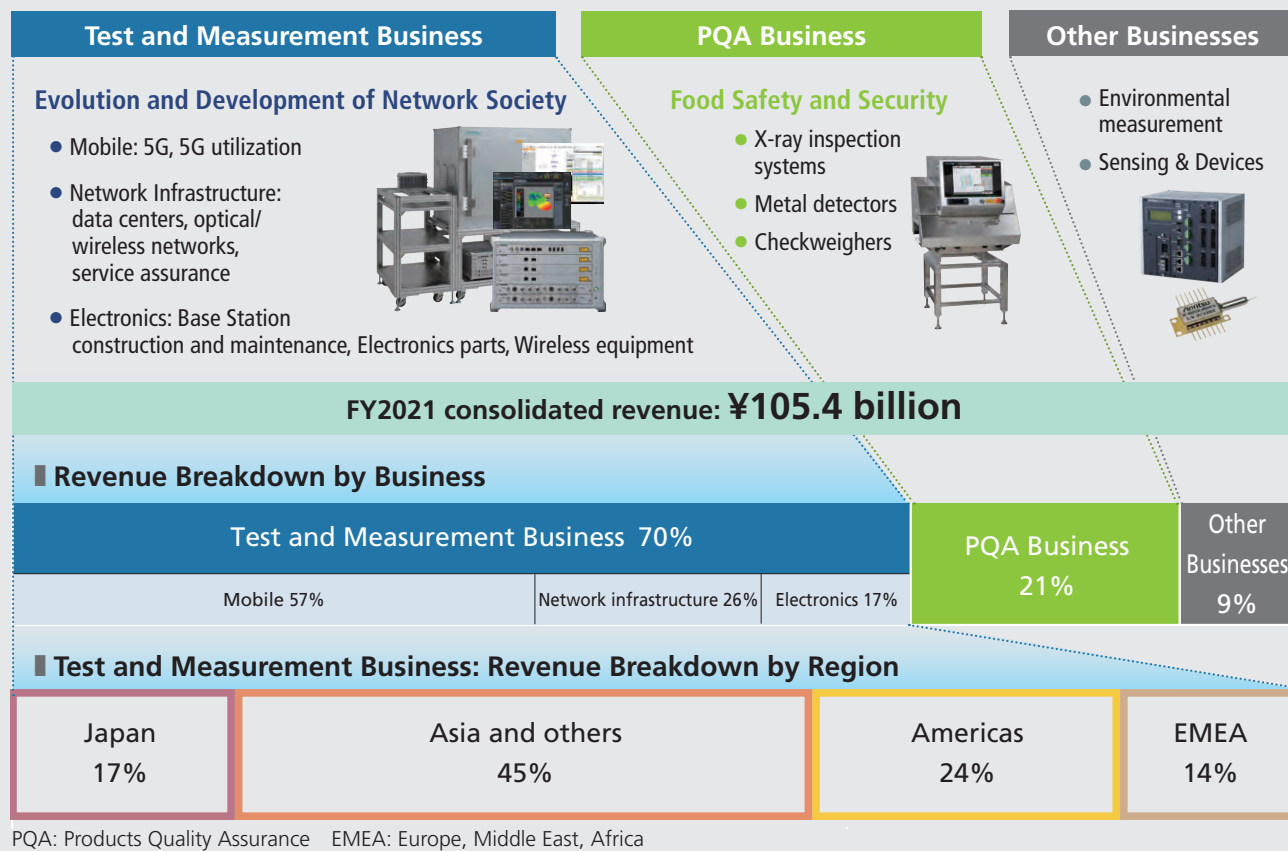 Test and Measurement Business
PQA Business
Other Businesses
Evolution and Development of Network Society
● Mobile: 5G, 5G utilization
● Network Infrastructure:
data centers, optical/
wireless networks,
service assurance
● Electronics: Base Station
construction and maintenance, Electronics parts, Wireless equipment
Food Safety and Security
● X-ray inspection
systems
● Metal detectors
● Checkweighers
● Environmental
measurement
● Sensing & Devices
Anritsu
FY2021 consolidated revenue: ¥105.4 billion
Revenue Breakdown by Business
Test and Measurement Business 70%
Mobile 57%
Network infrastructure 26%
Electronics 17%
PQA Business
21%
Other
Businesses
9%
Test and Measurement Business: Revenue Breakdown by Region
Japan
17%
Asia and others
45%
Americas
24%
EMEA
14%
PQA: Products Quality Assurance EMEA: Europe, Middle East, Africa